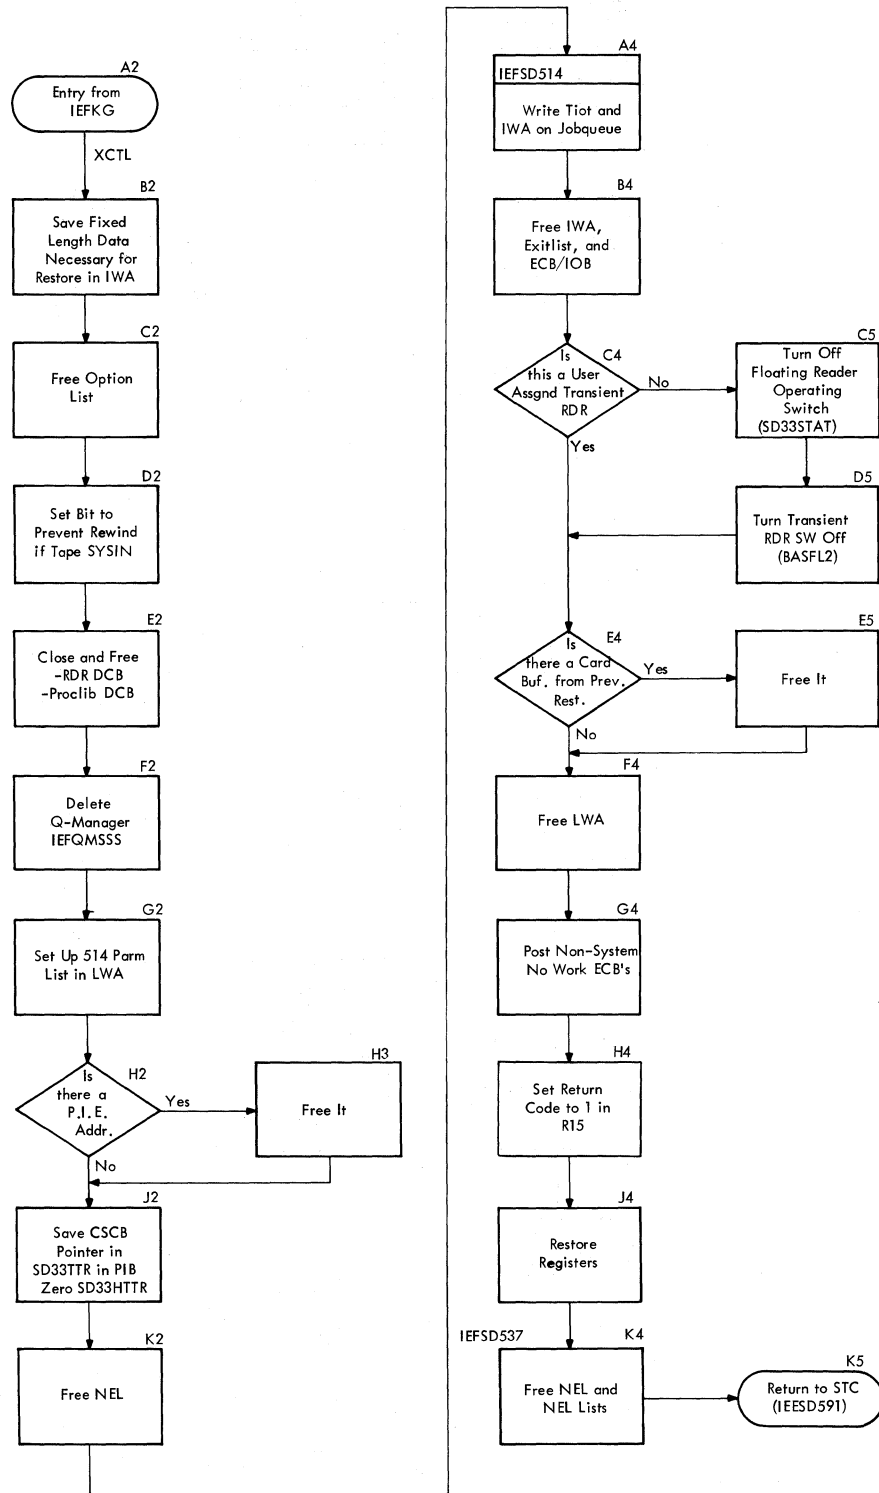 A2
Entry from
IEFKG
XCTL
B2
Save Fixed
Length Data
Necessary for
Restore in IWA
C2
Free Option
List
D2
Set Bit to
Prevent Rewind
if Tape SYSIN
E2
Close and Free
-RDR DCB
-Proclib DCB
F2
Delete
Q-Manager
IEFQMSSS
G2
Set Up 514 Parm
List in LWA
H2
Is
there a
P.I.E.
Addr.
Yes
H3
Free It
No
J2
Save CSCB
Pointer in
SD33TTR in PIB
Zero SD33HTTR
K2
Free NEL
A4
IEFSD514
Write Tiot and
IWA on Jobqueue
B4
Free IWA,
Exitlist, and
ECB/IOB
C4
Is
this a User
Assgnd Transient
RDR
No
C5
Turn Off
Floating Reader
Operating
Switch
(SD33STAT)
Yes
D5
Turn Transient
RDR SW Off
(BASFL2)
E4
Is
there a Card
Buf. from Prev.
Rest.
Yes
E5
Free It
No
F4
Free LWA
G4
Post Non-System
No Work ECB's
H4
Set Return
Code to 1 in
R15
J4
Restore
Registers
IEFSD537
K4
Free NEL and
NEL Lists
K5
Return to STC
(IEESD591)